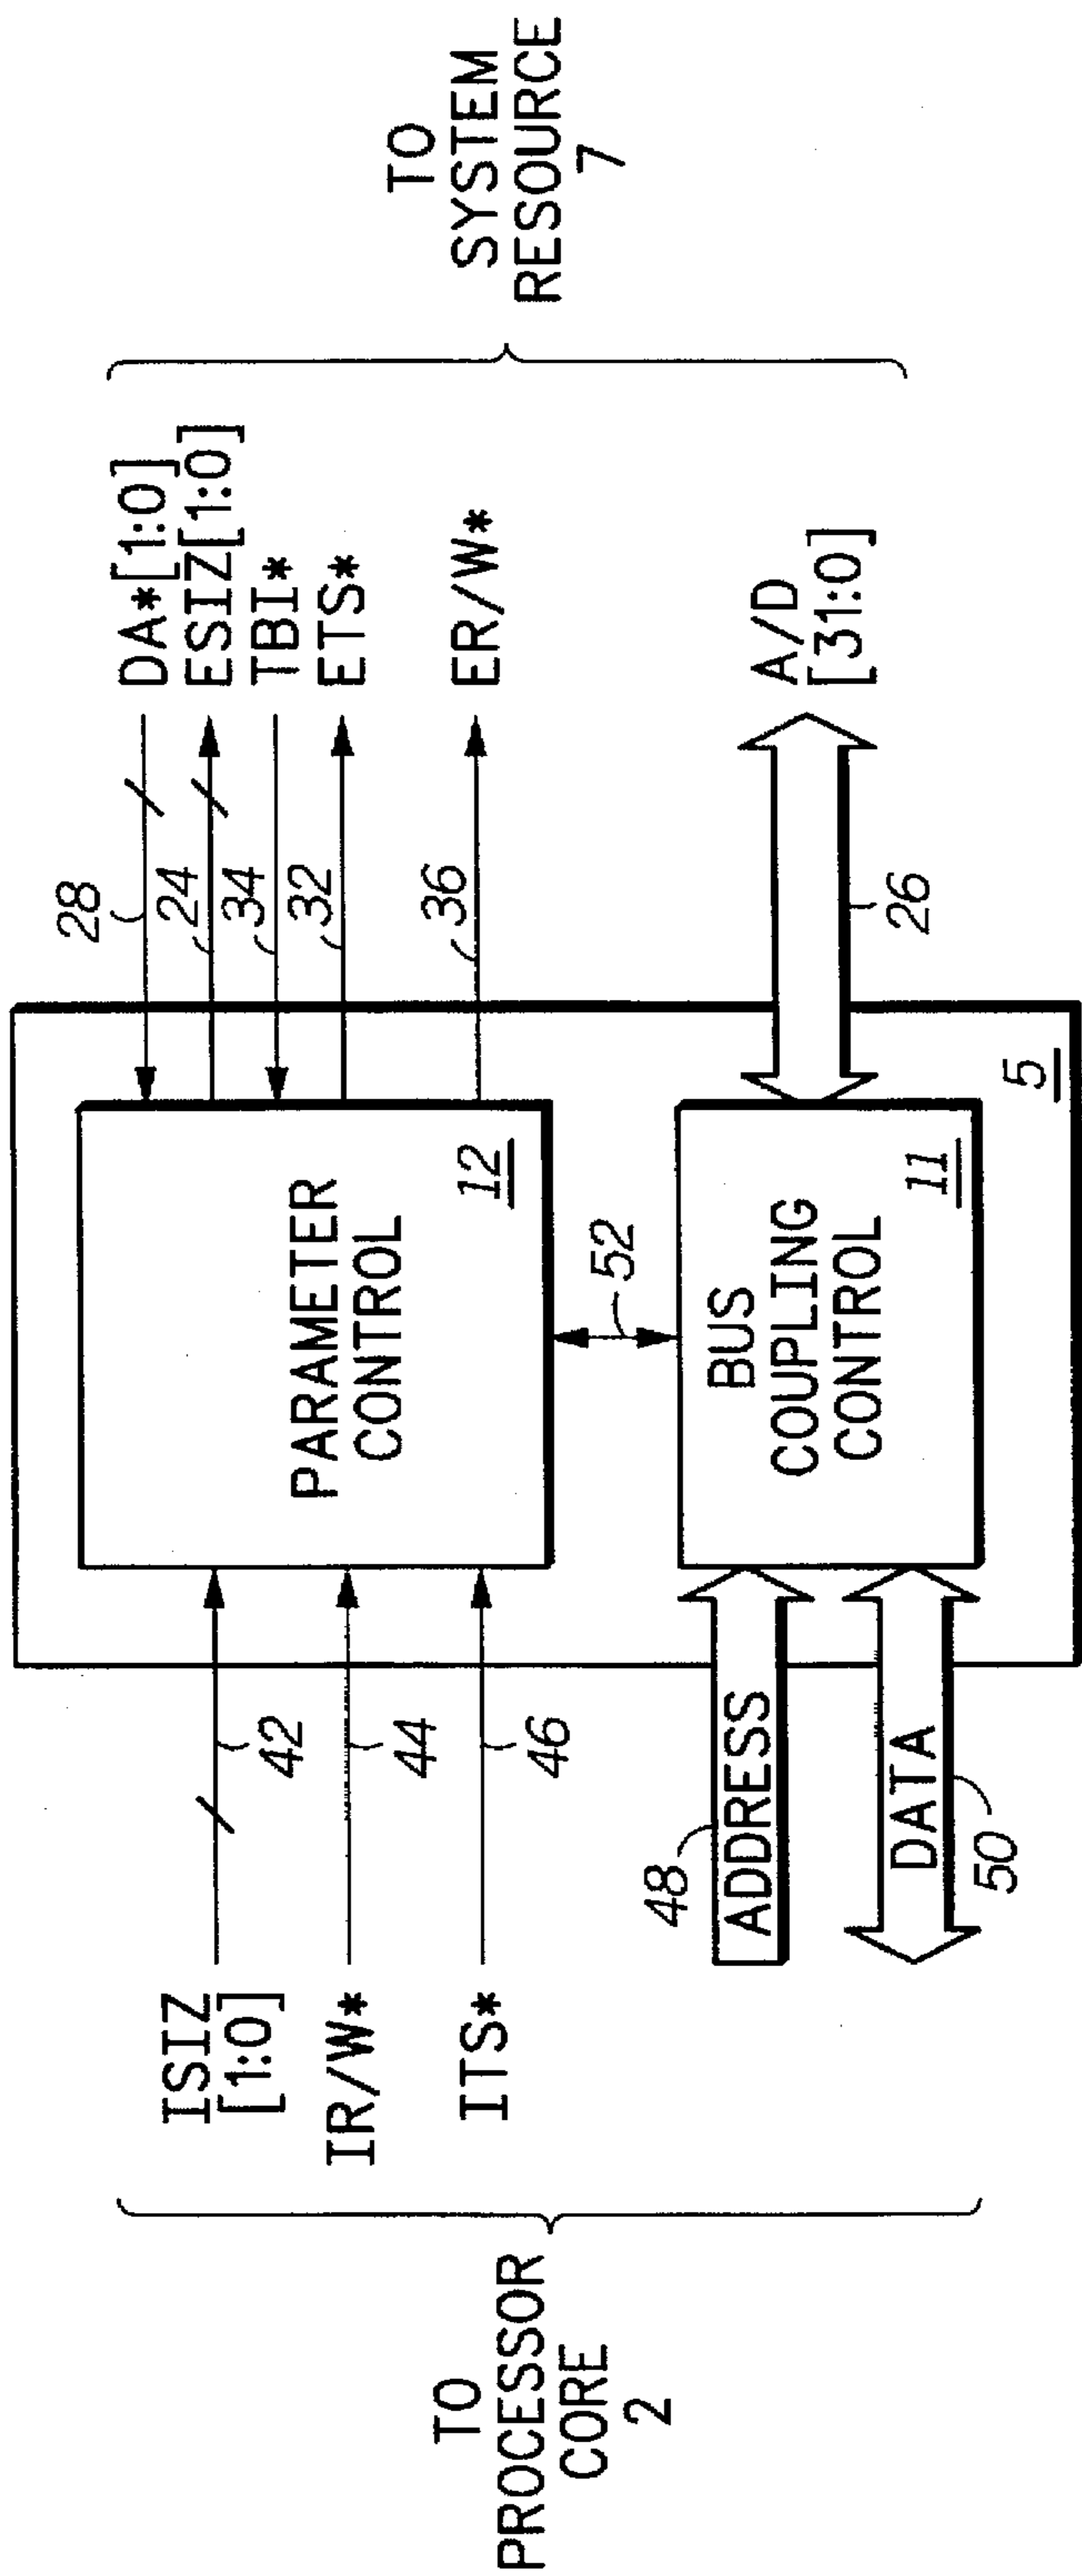 TO
PROCESSOR
CORE
2
ISIZ
[1:0]
IR/W*
ITS*
42
44
46
48
ADDRESS
DATA
50
PARAMETER
CONTROL
12
52
BUS
COUPLING
CONTROL
11
5
28
24
34
32
36
26
DA*[1:0]
ESIZ[1:0]
TBI*
ETS*
ER/W*
A/D
[31:0]
TO
SYSTEM
RESOURCE
7